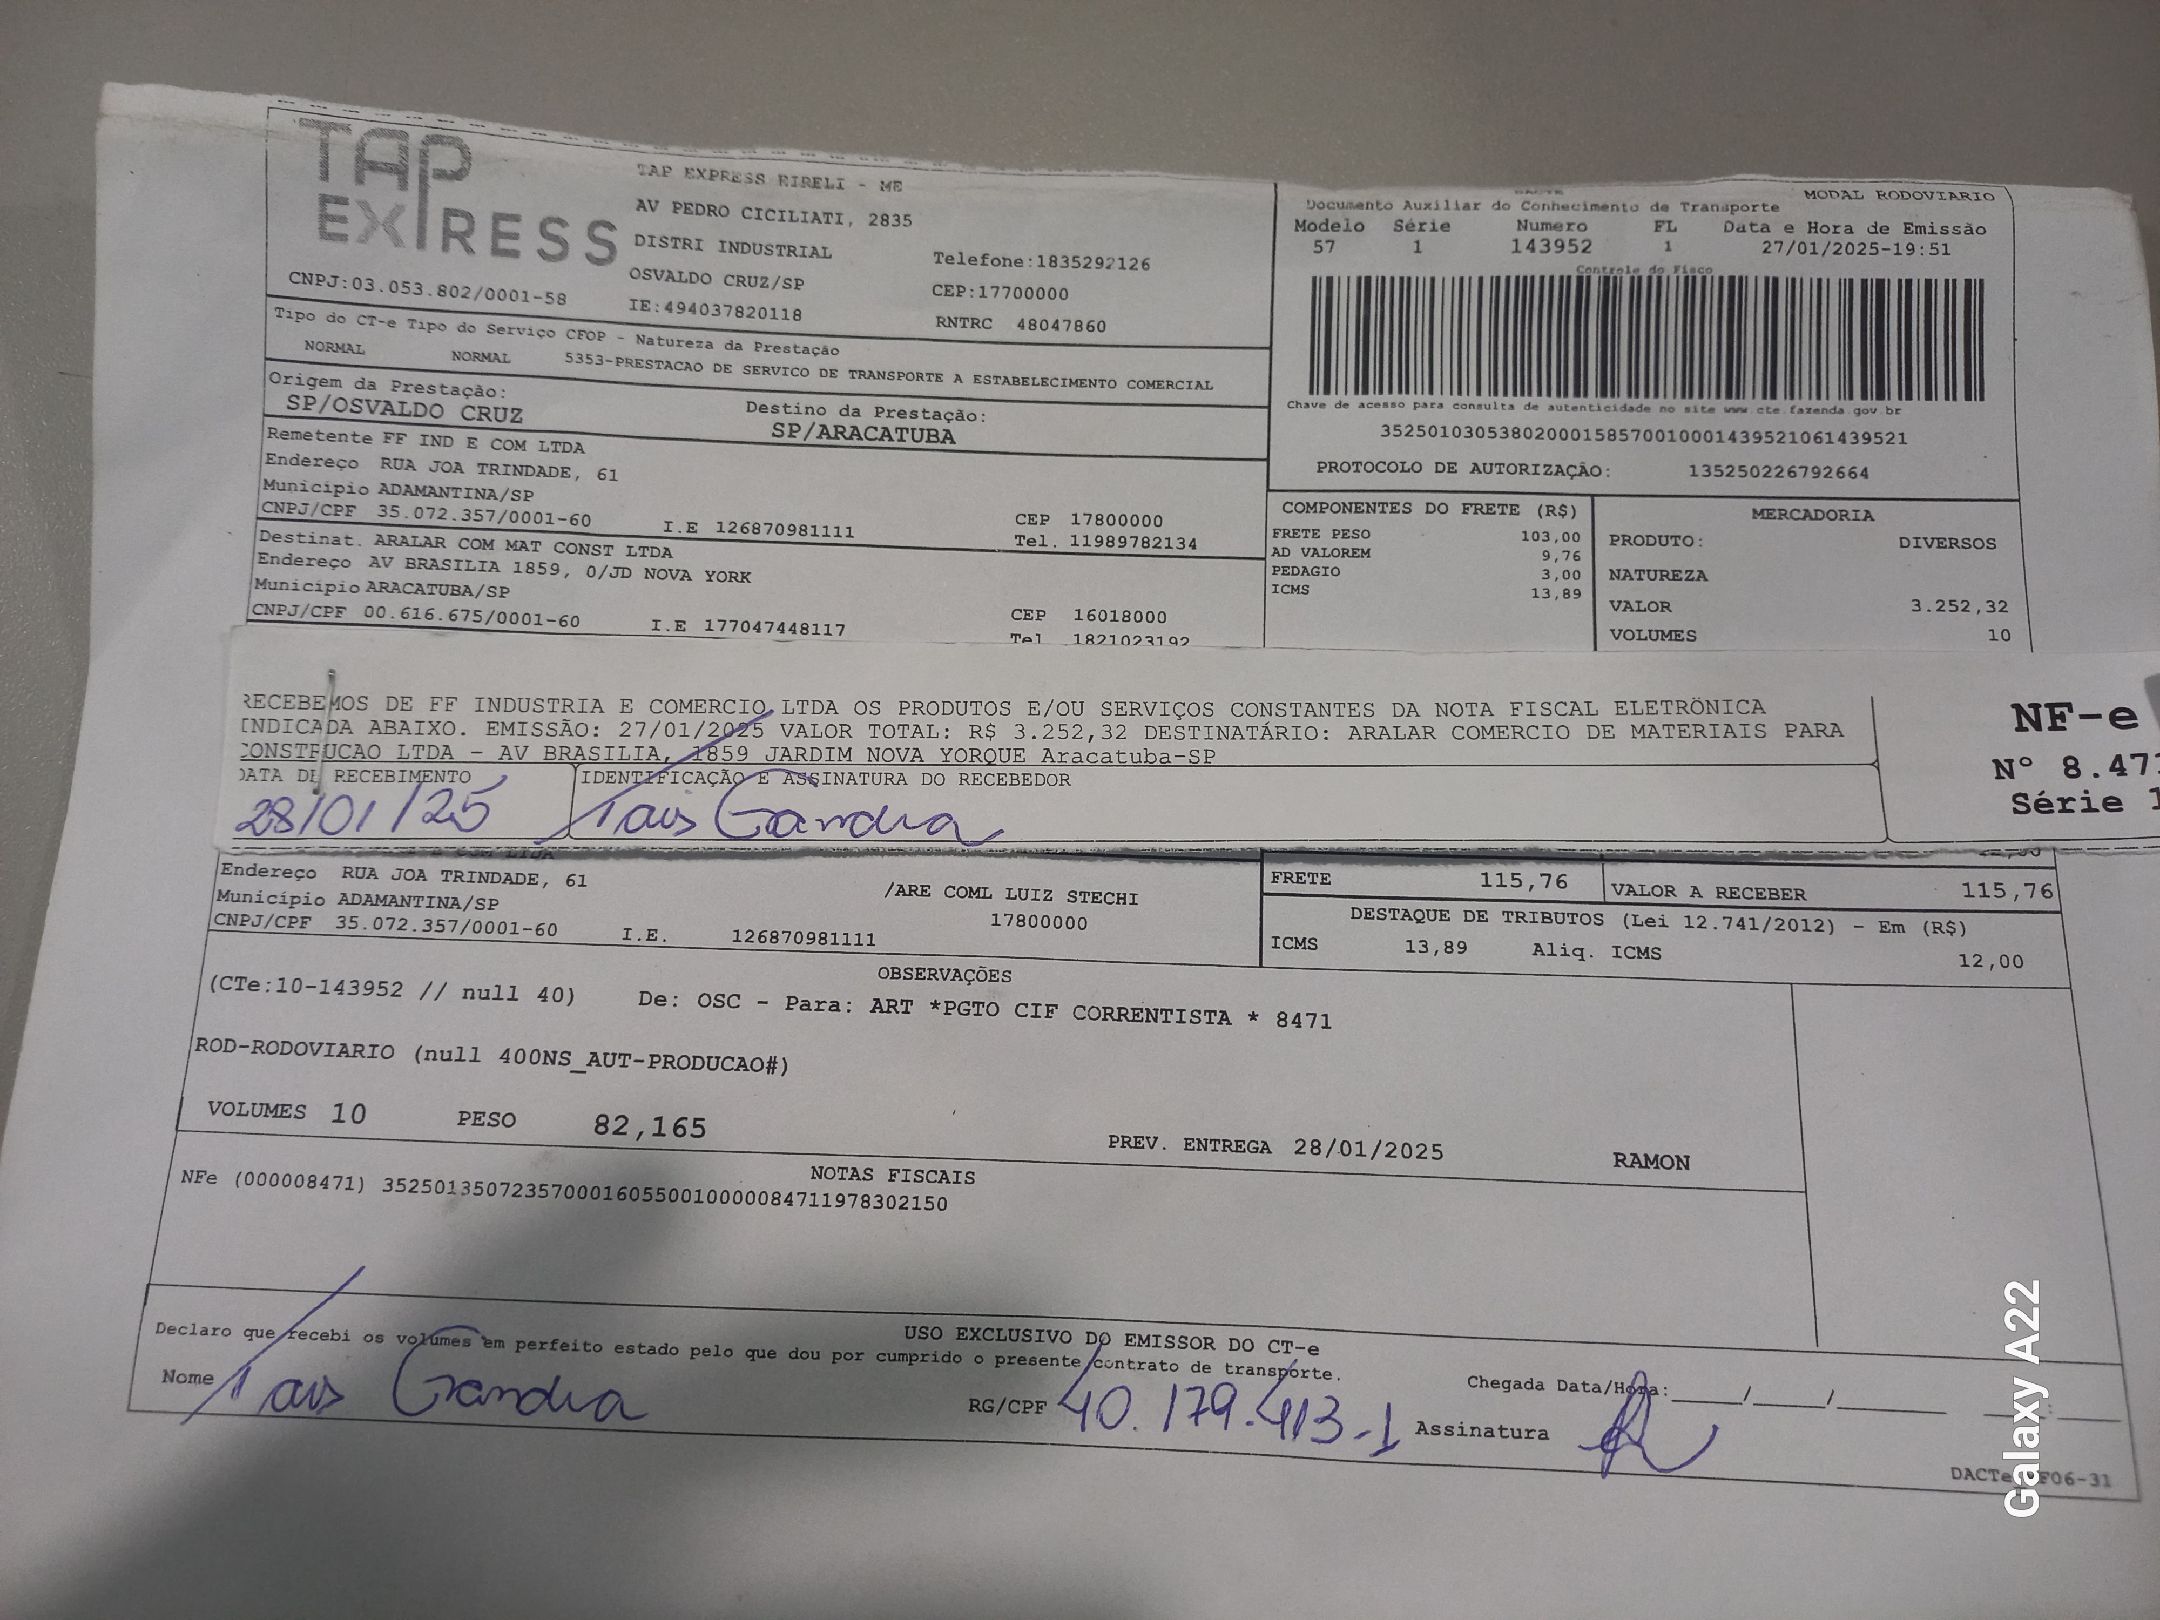 TAP
EXPRESS
CNPJ:03.053.802/0001-58
TAP EXPRESS EIRELI - ME
AV PEDRO CICILIATI, 2835
DISTRI INDUSTRIAL
OSVALDO CRUZ/SP
IE:494037820118
Telefone:1835292126
CEP:17700000
RNTRC 48047860
MODAL RODOVIARIO
Documento Auxiliar do Conhecimento de Transporte
Modelo Série Numero FL Data e Hora de Emissão
57 1 143952 1 27/01/2025-19:51
Controle do Fisco
Chave de acesso para consulta de autenticidade no site www.cte.fazenda.gov.br
35250103053802000158570010001439521061439521
PROTOCOLO DE AUTORIZAÇÃO: 135250226792664
Tipo do CT-e Tipo do Serviço CFOP - Natureza da Prestação
NORMAL NORMAL 5353-PRESTACAO DE SERVICO DE TRANSPORTE A ESTABELECIMENTO COMERCIAL
Origem da Prestação: Destino da Prestação:
SP/OSVALDO CRUZ SP/ARACATUBA
Remetente FF IND E COM LTDA
Endereço RUA JOA TRINDADE, 61
Município ADAMANTINA/SP CEP 17800000
CNPJ/CPF 35.072.357/0001-60 I.E 126870981111 Tel. 11989782134
Destinat. ARALAR COM MAT CONST LTDA
Endereço AV BRASILIA 1859, 0/JD NOVA YORK
Município ARACATUBA/SP CEP 16018000
CNPJ/CPF 00.616.675/0001-60 I.E 177047448117 Tel 1821023192
COMPONENTES DO FRETE (R$)
FRETE PESO 103,00
AD VALOREM 9,76
PEDAGIO 3,00
ICMS 13,89
MERCADORIA
PRODUTO: DIVERSOS
NATUREZA
VALOR 3.252,32
VOLUMES 10
RECEBEMOS DE FF INDUSTRIA E COMERCIO LTDA OS PRODUTOS E/OU SERVIÇOS CONSTANTES DA NOTA FISCAL ELETRÔNICA
INDICADA ABAIXO. EMISSÃO: 27/01/2025 VALOR TOTAL: R$ 3.252,32 DESTINATÁRIO: ARALAR COMERCIO DE MATERIAIS PARA
CONSTRUCAO LTDA - AV BRASILIA, 1859 JARDIM NOVA YORQUE Aracatuba-SP
DATA DE RECEBIMENTO IDENTIFICAÇÃO E ASSINATURA DO RECEBEDOR
28/01/25 Tais Gandra
NF-e
Nº 8.471
Série 1
Endereço RUA JOA TRINDADE, 61 /ARE COML LUIZ STECHI
Município ADAMANTINA/SP 17800000
CNPJ/CPF 35.072.357/0001-60 I.E. 126870981111
FRETE 115,76 VALOR A RECEBER 115,76
DESTAQUE DE TRIBUTOS (Lei 12.741/2012) - Em (R$)
ICMS 13,89 Aliq. ICMS 12,00
OBSERVAÇÕES
(CTe:10-143952 // null 40) De: OSC - Para: ART *PGTO CIF CORRENTISTA * 8471
ROD-RODOVIARIO (null 400NS_AUT-PRODUCAO#)
VOLUMES 10 PESO 82,165 PREV. ENTREGA 28/01/2025 RAMON
NOTAS FISCAIS
NFe (000008471) 35250135072357000160550010000084711978302150
USO EXCLUSIVO DO EMISSOR DO CT-e
Declaro que recebi os volumes em perfeito estado pelo que dou por cumprido o presente contrato de transporte.
Nome Tais Gandra RG/CPF 40.179.413-1 Chegada Data/Hora: ____/____/______ __:____
Assinatura
Galaxy A22